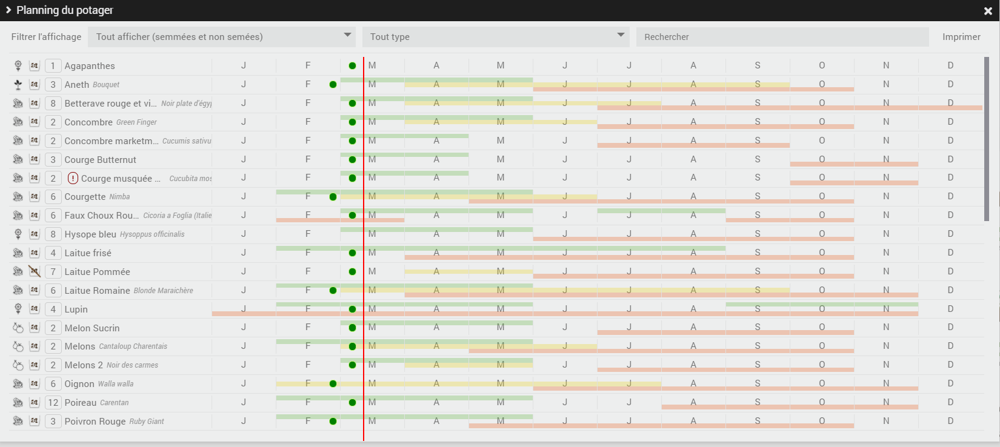 Planning du potager
Filtrer l'affichage Tout afficher (semmées et non semées) Tout type Rechercher Imprimer
1 Agapanthes J F M A M J J A S O N D
3 Aneth Bouquet J F M A M J J A S O N D
8 Betterave rouge et vi... Noir plate d'égyp J F M A M J J A S O N D
2 Concombre Green Finger J F M A M J J A S O N D
2 Concombre marketm... Cucumis sativu J F M A M J J A S O N D
3 Courge Butternut J F M A M J J A S O N D
2 ! Courge musquée ... Cucubita mos J F M A M J J A S O N D
6 Courgette Nimba J F M A M J J A S O N D
6 Faux Choux Rou... Cicoria a Foglia (Italie J F M A M J J A S O N D
8 Hysope bleu Hysoppus officinalis J F M A M J J A S O N D
4 Laitue frisé J F M A M J J A S O N D
7 Laitue Pommée J F M A M J J A S O N D
6 Laitue Romaine Blonde Maraichère J F M A M J J A S O N D
4 Lupin J F M A M J J A S O N D
2 Melon Sucrin J F M A M J J A S O N D
2 Melons Cantaloup Charentais J F M A M J J A S O N D
2 Melons 2 Noir des carmes J F M A M J J A S O N D
6 Oignon Walla walla J F M A M J J A S O N D
12 Poireau Carentan J F M A M J J A S O N D
3 Poivron Rouge Ruby Giant J F M A M J J A S O N D